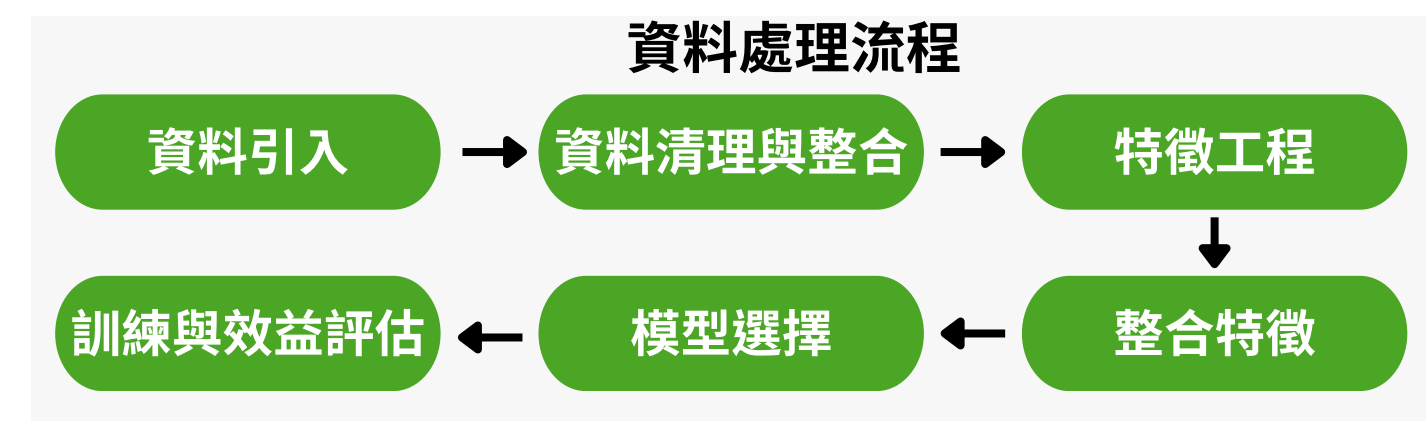 資料處理流程
資料引入
資料清理與整合
特徵工程
整合特徵
模型選擇
訓練與效益評估